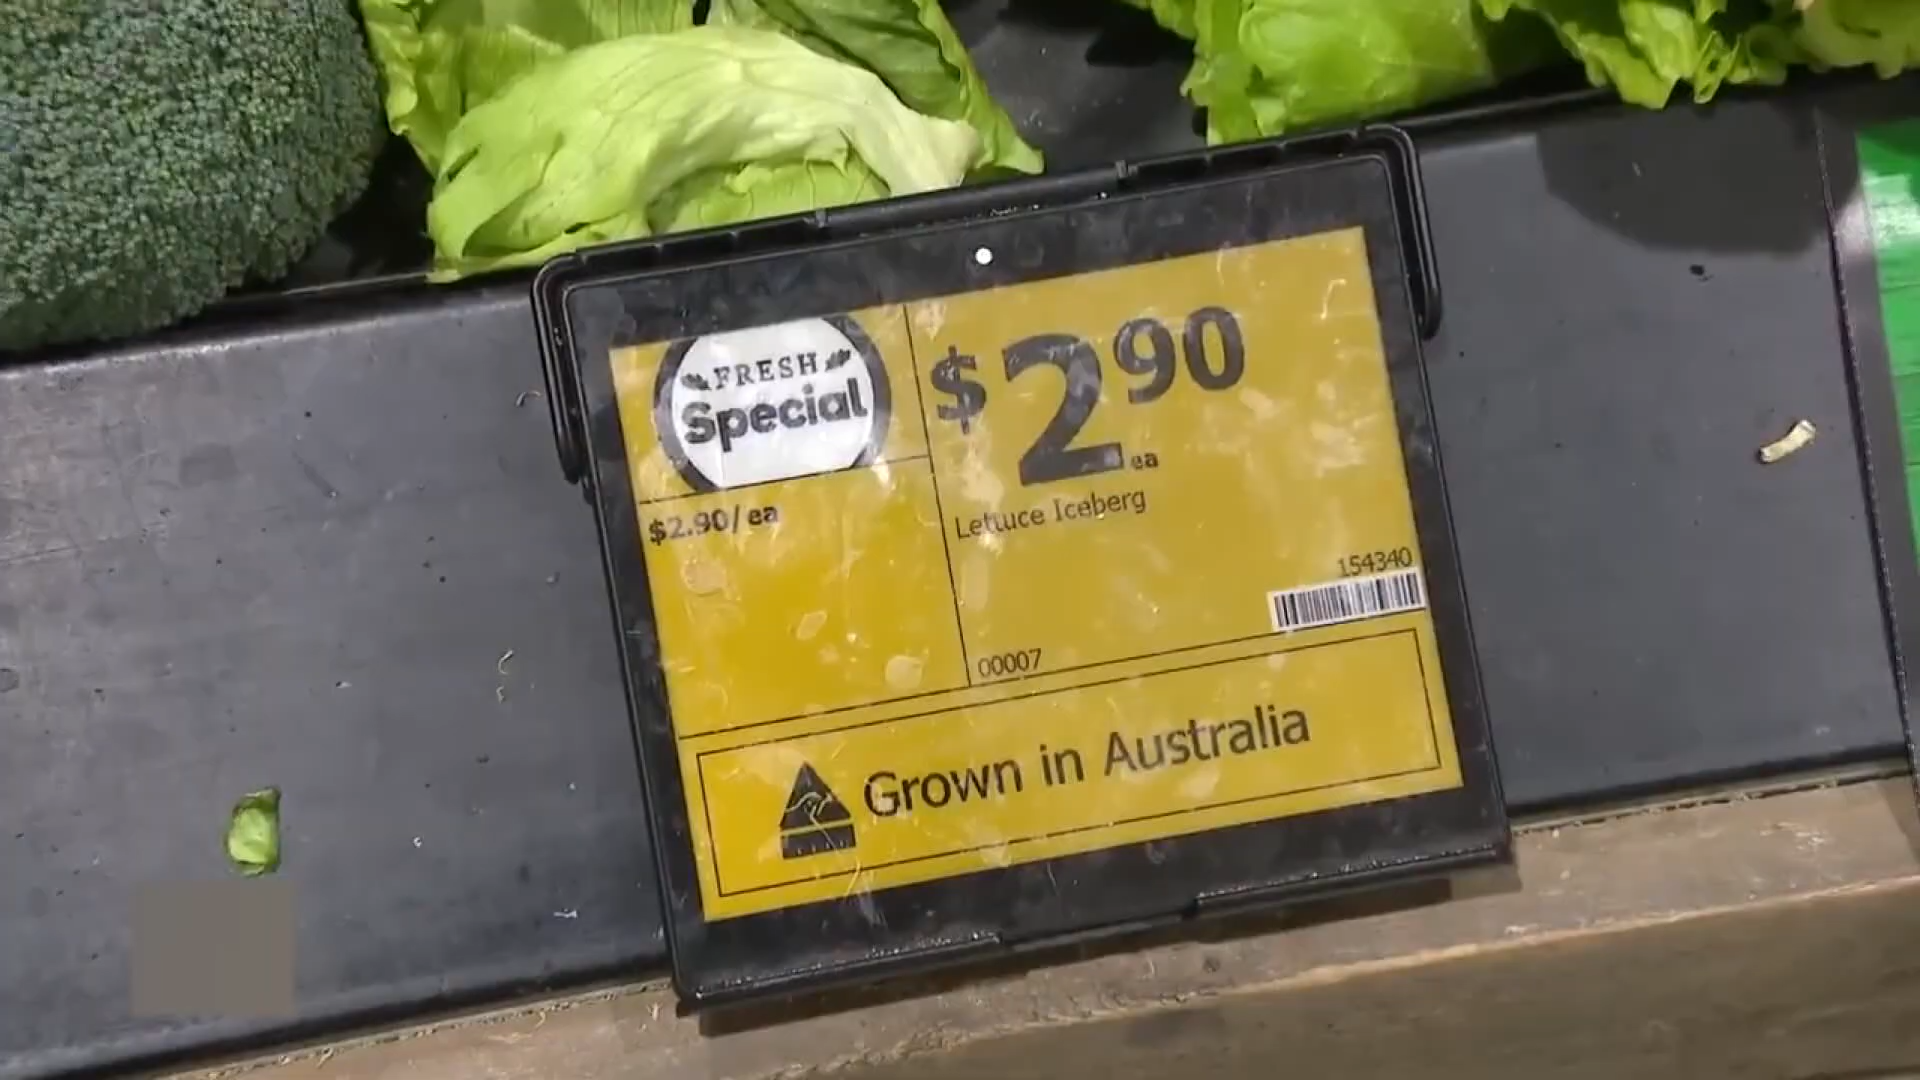 FRESH
Special
$2.90/ea
$2.90
ea
Lettuce Iceberg
154340
00007
Grown in Australia